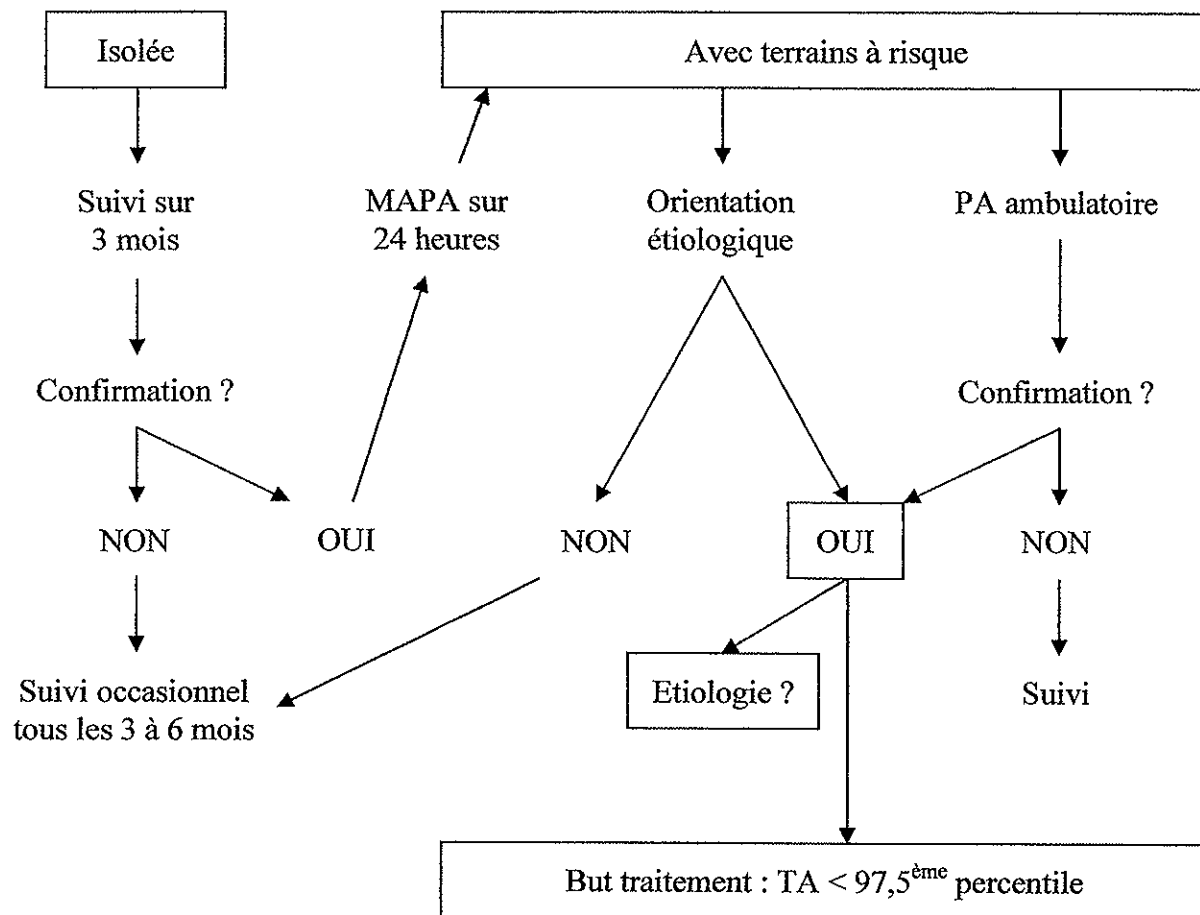 Isolée
Avec terrains à risque
Suivi sur
3 mois
MAPA sur
24 heures
Orientation
étiologique
PA ambulatoire
Confirmation ?
Confirmation ?
NON
OUI
NON
OUI
NON
Suivi occasionnel
tous les 3 à 6 mois
Etiologie ?
Suivi
But traitement : TA < 97,5ème percentile